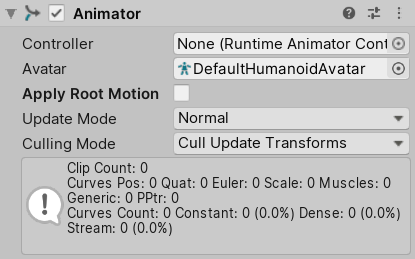 Animator
Controller None (Runtime Animator Cont
Avatar DefaultHumanoidAvatar
Apply Root Motion
Update Mode Normal
Culling Mode Cull Update Transforms
Clip Count: 0
Curves Pos: 0 Quat: 0 Euler: 0 Scale: 0 Muscles: 0
Generic: 0 PPtr: 0
Curves Count: 0 Constant: 0 (0.0%) Dense: 0 (0.0%)
Stream: 0 (0.0%)